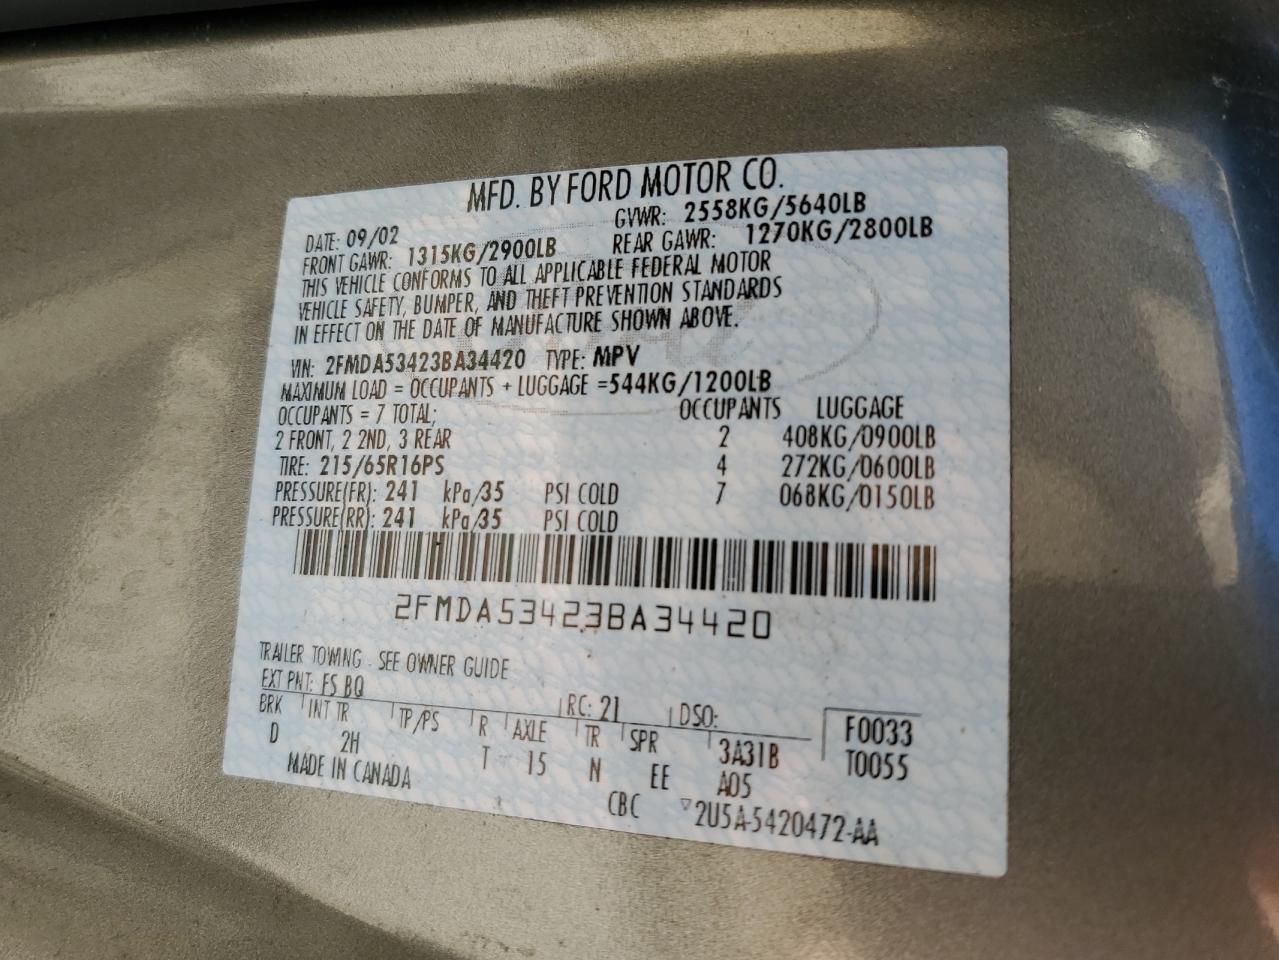 MFD. BY FORD MOTOR CO.
DATE: 09/02 GVWR: 2558KG/5640LB
FRONT GAWR: 1315KG/2900LB REAR GAWR: 1270KG/2800LB
THIS VEHICLE CONFORMS TO ALL APPLICABLE FEDERAL MOTOR
VEHICLE SAFETY, BUMPER, AND THEFT PREVENTION STANDARDS
IN EFFECT ON THE DATE OF MANUFACTURE SHOWN ABOVE.
VIN: 2FMDA53423BA34420 TYPE: MPV
MAXIMUM LOAD = OCCUPANTS + LUGGAGE =544KG/1200LB
OCCUPANTS = 7 TOTAL; OCCUPANTS LUGGAGE
2 FRONT, 2 2ND, 3 REAR 2 408KG/0900LB
TIRE: 215/65R16PS 4 272KG/0600LB
PRESSURE(FR): 241 kPa/35 PSI COLD 7 068KG/0150LB
PRESSURE(RR): 241 kPa/35 PSI COLD
2FMDA53423BA34420
TRAILER TOWING - SEE OWNER GUIDE
EXT PNT: FS BQ RC: 21 DSO: F0033
BRK INT TR TP/PS R AXLE TR SPR 3A31B T0055
D 2H T 15 N EE A05
MADE IN CANADA CBC ▽2U5A-5420472-AA